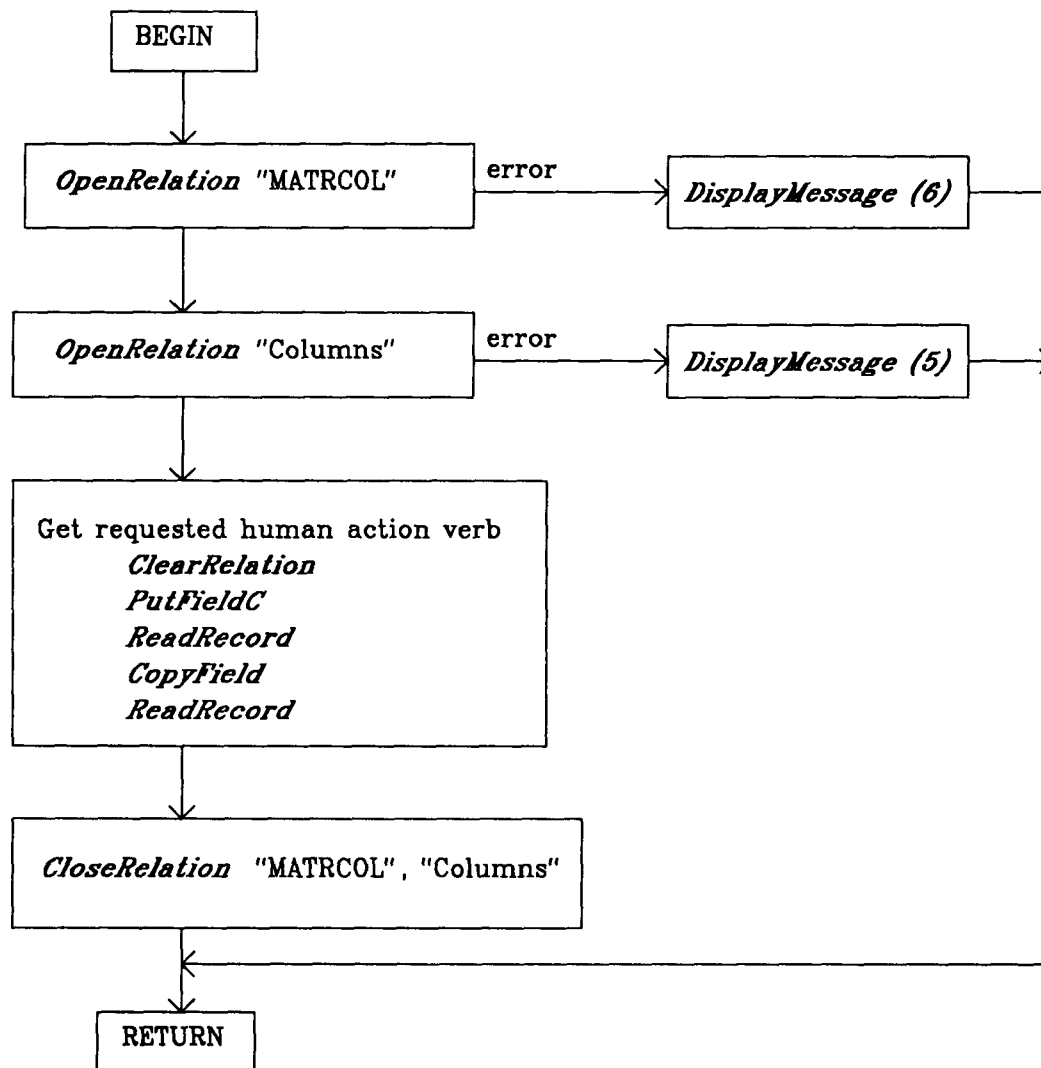 BEGIN
OpenRelation "MATRCOL"
error
DisplayMessage (6)
OpenRelation "Columns"
error
DisplayMessage (5)
Get requested human action verb
ClearRelation
PutFieldC
ReadRecord
CopyField
ReadRecord
CloseRelation "MATRCOL", "Columns"
RETURN